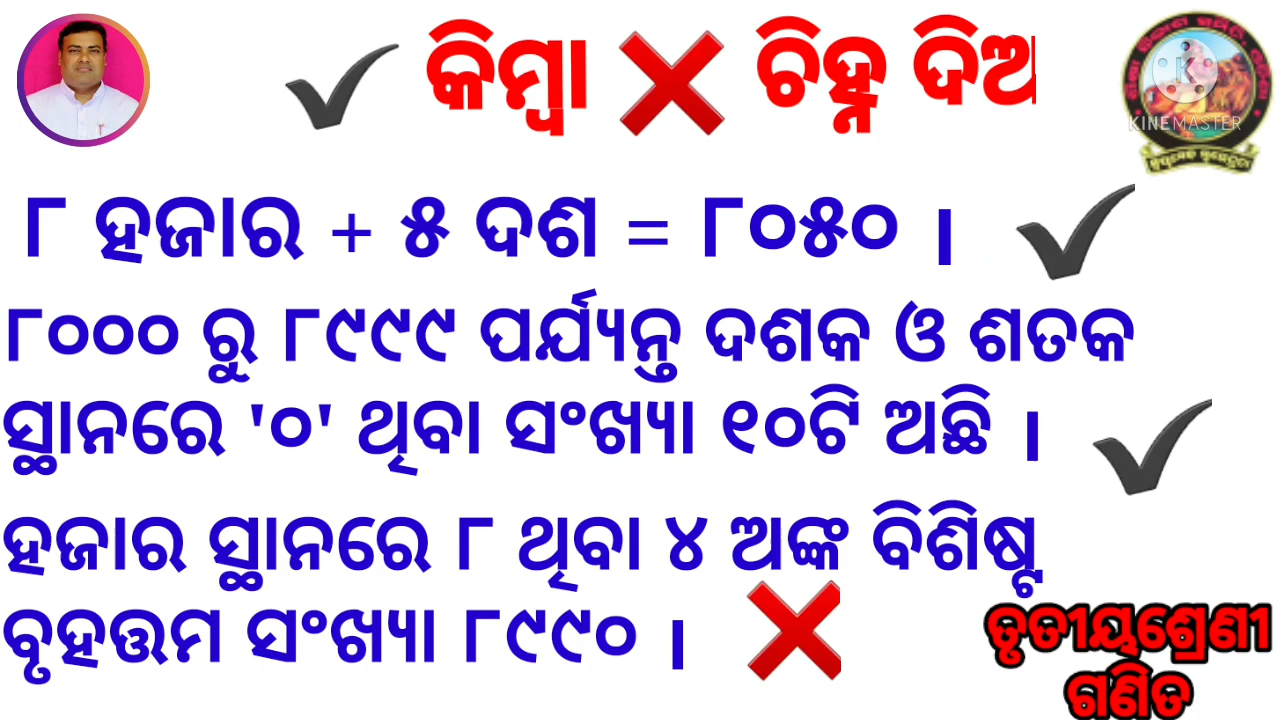 ✔ କିମ୍ବା ❌ ଚିହ୍ନ ଦିଅ
KINEMASTER
୮ ହଜାର + ୫ ଦଶ = ୮୦୫୦ । ✔
୮୦୦୦ ରୁ ୮୯୯୯ ପର୍ଯ୍ୟନ୍ତ ଦଶକ ଓ ଶତକ
ସ୍ଥାନରେ '୦' ଥିବା ସଂଖ୍ୟା ୧୦ଟି ଅଛି । ✔
ହଜାର ସ୍ଥାନରେ ୮ ଥିବା ୪ ଅଙ୍କ ବିଶିଷ୍ଟ
ବୃହତ୍ତମ ସଂଖ୍ୟା ୮୯୯୦ । ❌
ତୃତୀୟଶ୍ରେଣୀ
ଗଣିତ